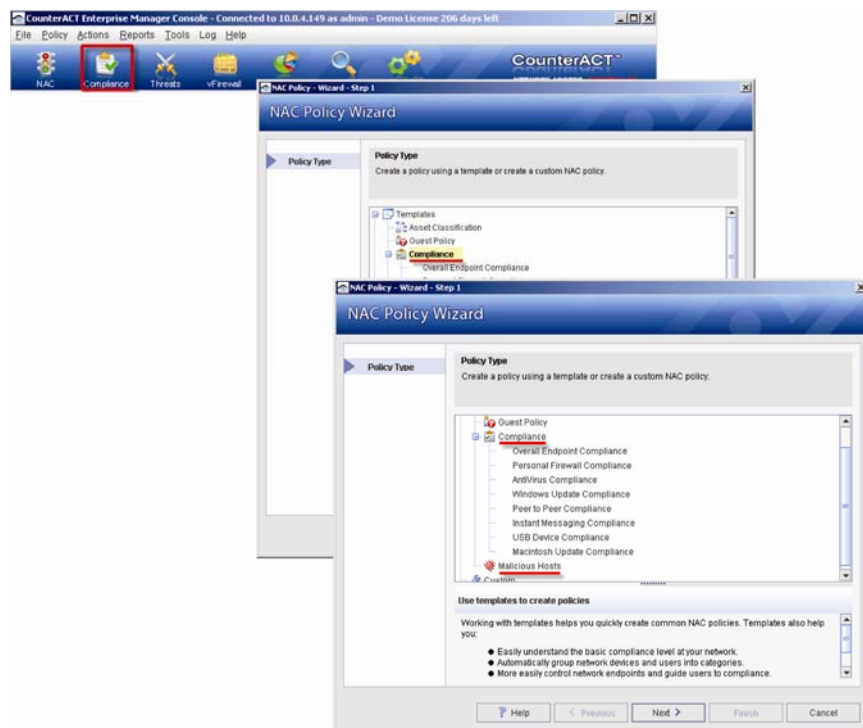 CounterACT Enterprise Manager Console - Connected to 10.0.4.149 as admin - Demo License 206 days left
File Policy Actions Reports Tools Log Help
CounterACT™
NAC Compliance Threats vFirewall
NAC Policy - Wizard - Step 1
NAC Policy Wizard
Policy Type
Policy Type
Create a policy using a template or create a custom NAC policy.
Templates
Asset Classification
Guest Policy
Compliance
Overall Endpoint Compliance
NAC Policy - Wizard - Step 1
NAC Policy Wizard
Policy Type
Policy Type
Create a policy using a template or create a custom NAC policy.
Guest Policy
Compliance
Overall Endpoint Compliance
Personal Firewall Compliance
AntiVirus Compliance
Windows Update Compliance
Peer to Peer Compliance
Instant Messaging Compliance
USB Device Compliance
Macintosh Update Compliance
Malicious Hosts
Custom
Use templates to create policies
Working with templates helps you quickly create common NAC policies. Templates also help
you:
● Easily understand the basic compliance level at your network.
● Automatically group network devices and users into categories.
● More easily control network endpoints and guide users to compliance.
? Help < Previous Next > Finish Cancel